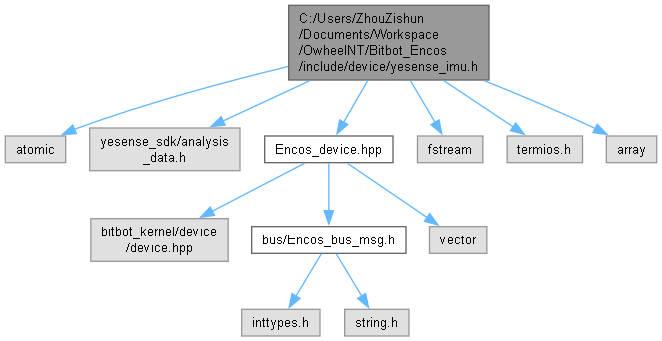 C:/Users/ZhouZishun
/Documents/Workspace
/OwheelNT/Bitbot_Encos
/include/device/yesense_imu.h
atomic
yesense_sdk/analysis
_data.h
Encos_device.hpp
fstream
termios.h
array
bitbot_kernel/device
/device.hpp
bus/Encos_bus_msg.h
vector
inttypes.h
string.h